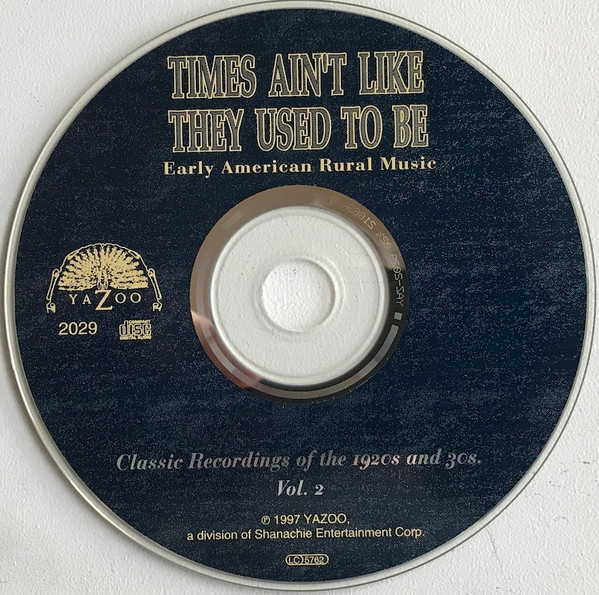 TIMES AIN'T LIKE
THEY USED TO BE
Early American Rural Music
YAZOO
2029
COMPACT
disc
DIGITAL AUDIO
Classic Recordings of the 1920s and 30s.
Vol. 2
℗ 1997 YAZOO,
a division of Shanachie Entertainment Corp.
LC 5762